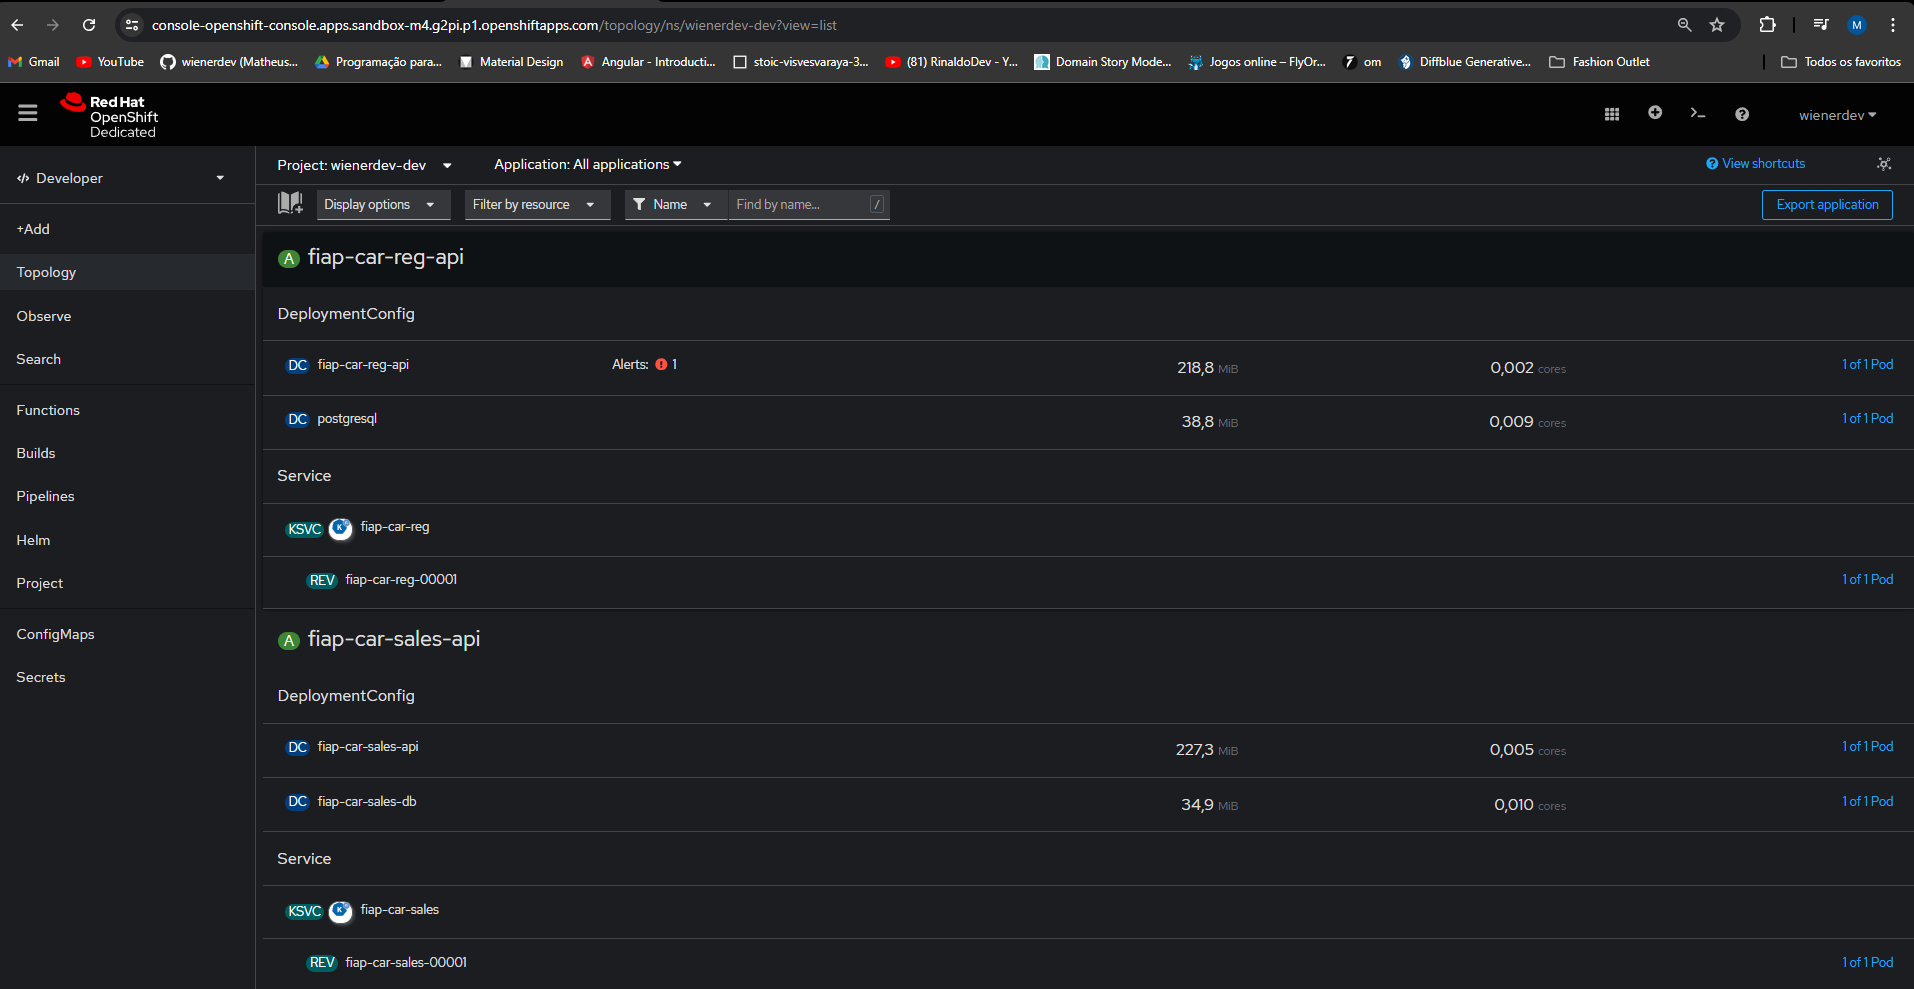 console-openshift-console.apps.sandbox-m4.g2pi.p1.openshiftapps.com/topology/ns/wienerdev-dev?view=list
M
Gmail YouTube wienerdev (Matheus... Programação para... Material Design Angular - Introducti... stoic-visvesvaraya-3... (81) RinaldoDev - Y... Domain Story Mode... Jogos online – FlyOr... om Diffblue Generative... Fashion Outlet Todos os favoritos
Red Hat
OpenShift
Dedicated
wienerdev
Developer
+Add
Topology
Observe
Search
Functions
Builds
Pipelines
Helm
Project
ConfigMaps
Secrets
Project: wienerdev-dev Application: All applications View shortcuts
Display options Filter by resource Name Find by name... / Export application
A fiap-car-reg-api
DeploymentConfig
DC fiap-car-reg-api Alerts: 1 218,8 MiB 0,002 cores 1 of 1 Pod
DC postgresql 38,8 MiB 0,009 cores 1 of 1 Pod
Service
KSVC K fiap-car-reg
REV fiap-car-reg-00001 1 of 1 Pod
A fiap-car-sales-api
DeploymentConfig
DC fiap-car-sales-api 227,3 MiB 0,005 cores 1 of 1 Pod
DC fiap-car-sales-db 34,9 MiB 0,010 cores 1 of 1 Pod
Service
KSVC K fiap-car-sales
REV fiap-car-sales-00001 1 of 1 Pod